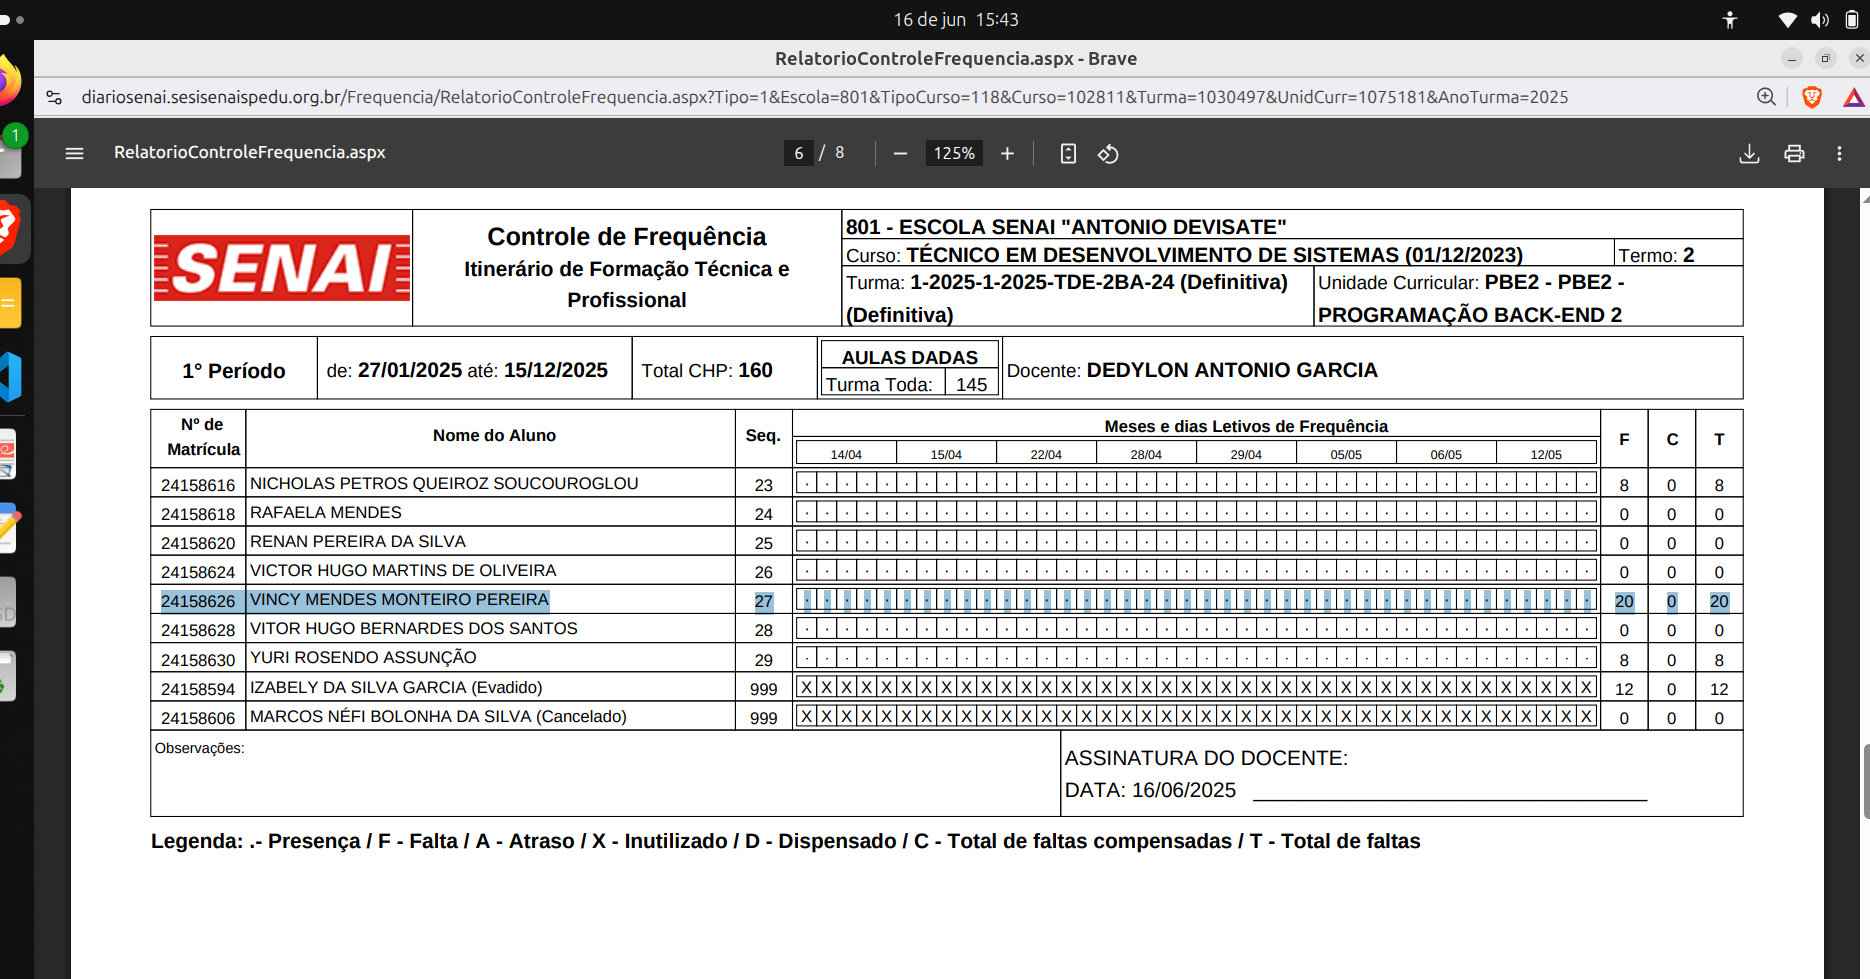 16 de jun 15:43
RelatorioControleFrequencia.aspx - Brave
diariosenai.sesisenaispedu.org.br/Frequencia/RelatorioControleFrequencia.aspx?Tipo=1&Escola=801&TipoCurso=118&Curso=102811&Turma=1030497&UnidCurr=1075181&AnoTurma=2025
1
RelatorioControleFrequencia.aspx
6 / 8
125%
SENAI
Controle de Frequência
Itinerário de Formação Técnica e
Profissional
801 - ESCOLA SENAI "ANTONIO DEVISATE"
Curso: TÉCNICO EM DESENVOLVIMENTO DE SISTEMAS (01/12/2023) Termo: 2
Turma: 1-2025-1-2025-TDE-2BA-24 (Definitiva)
(Definitiva)
Unidade Curricular: PBE2 - PBE2 -
PROGRAMAÇÃO BACK-END 2
1° Período de: 27/01/2025 até: 15/12/2025 Total CHP: 160
AULAS DADAS
Turma Toda: 145
Docente: DEDYLON ANTONIO GARCIA
Nº de
Matrícula
Nome do Aluno Seq.
Meses e dias Letivos de Frequência
14/04 15/04 22/04 28/04 29/04 05/05 06/05 12/05
F C T
24158616 NICHOLAS PETROS QUEIROZ SOUCOUROGLOU 23 . . . . . . . . . . . . . . . . . . . . . . . . . . . . . . . . . . . . . . . . 8 0 8
24158618 RAFAELA MENDES 24 . . . . . . . . . . . . . . . . . . . . . . . . . . . . . . . . . . . . . . . . 0 0 0
24158620 RENAN PEREIRA DA SILVA 25 . . . . . . . . . . . . . . . . . . . . . . . . . . . . . . . . . . . . . . . . 0 0 0
24158624 VICTOR HUGO MARTINS DE OLIVEIRA 26 . . . . . . . . . . . . . . . . . . . . . . . . . . . . . . . . . . . . . . . . 0 0 0
24158626 VINCY MENDES MONTEIRO PEREIRA 27 . . . . . . . . . . . . . . . . . . . . . . . . . . . . . . . . . . . . . . . . 20 0 20
24158628 VITOR HUGO BERNARDES DOS SANTOS 28 . . . . . . . . . . . . . . . . . . . . . . . . . . . . . . . . . . . . . . . . 0 0 0
24158630 YURI ROSENDO ASSUNÇÃO 29 . . . . . . . . . . . . . . . . . . . . . . . . . . . . . . . . . . . . . . . . 8 0 8
24158594 IZABELY DA SILVA GARCIA (Evadido) 999 X X X X X X X X X X X X X X X X X X X X X X X X X X X X X X X X X X X X X X X X 12 0 12
24158606 MARCOS NÉFI BOLONHA DA SILVA (Cancelado) 999 X X X X X X X X X X X X X X X X X X X X X X X X X X X X X X X X X X X X X X X X 0 0 0
Observações:
ASSINATURA DO DOCENTE:
DATA: 16/06/2025
Legenda: .- Presença / F - Falta / A - Atraso / X - Inutilizado / D - Dispensado / C - Total de faltas compensadas / T - Total de faltas